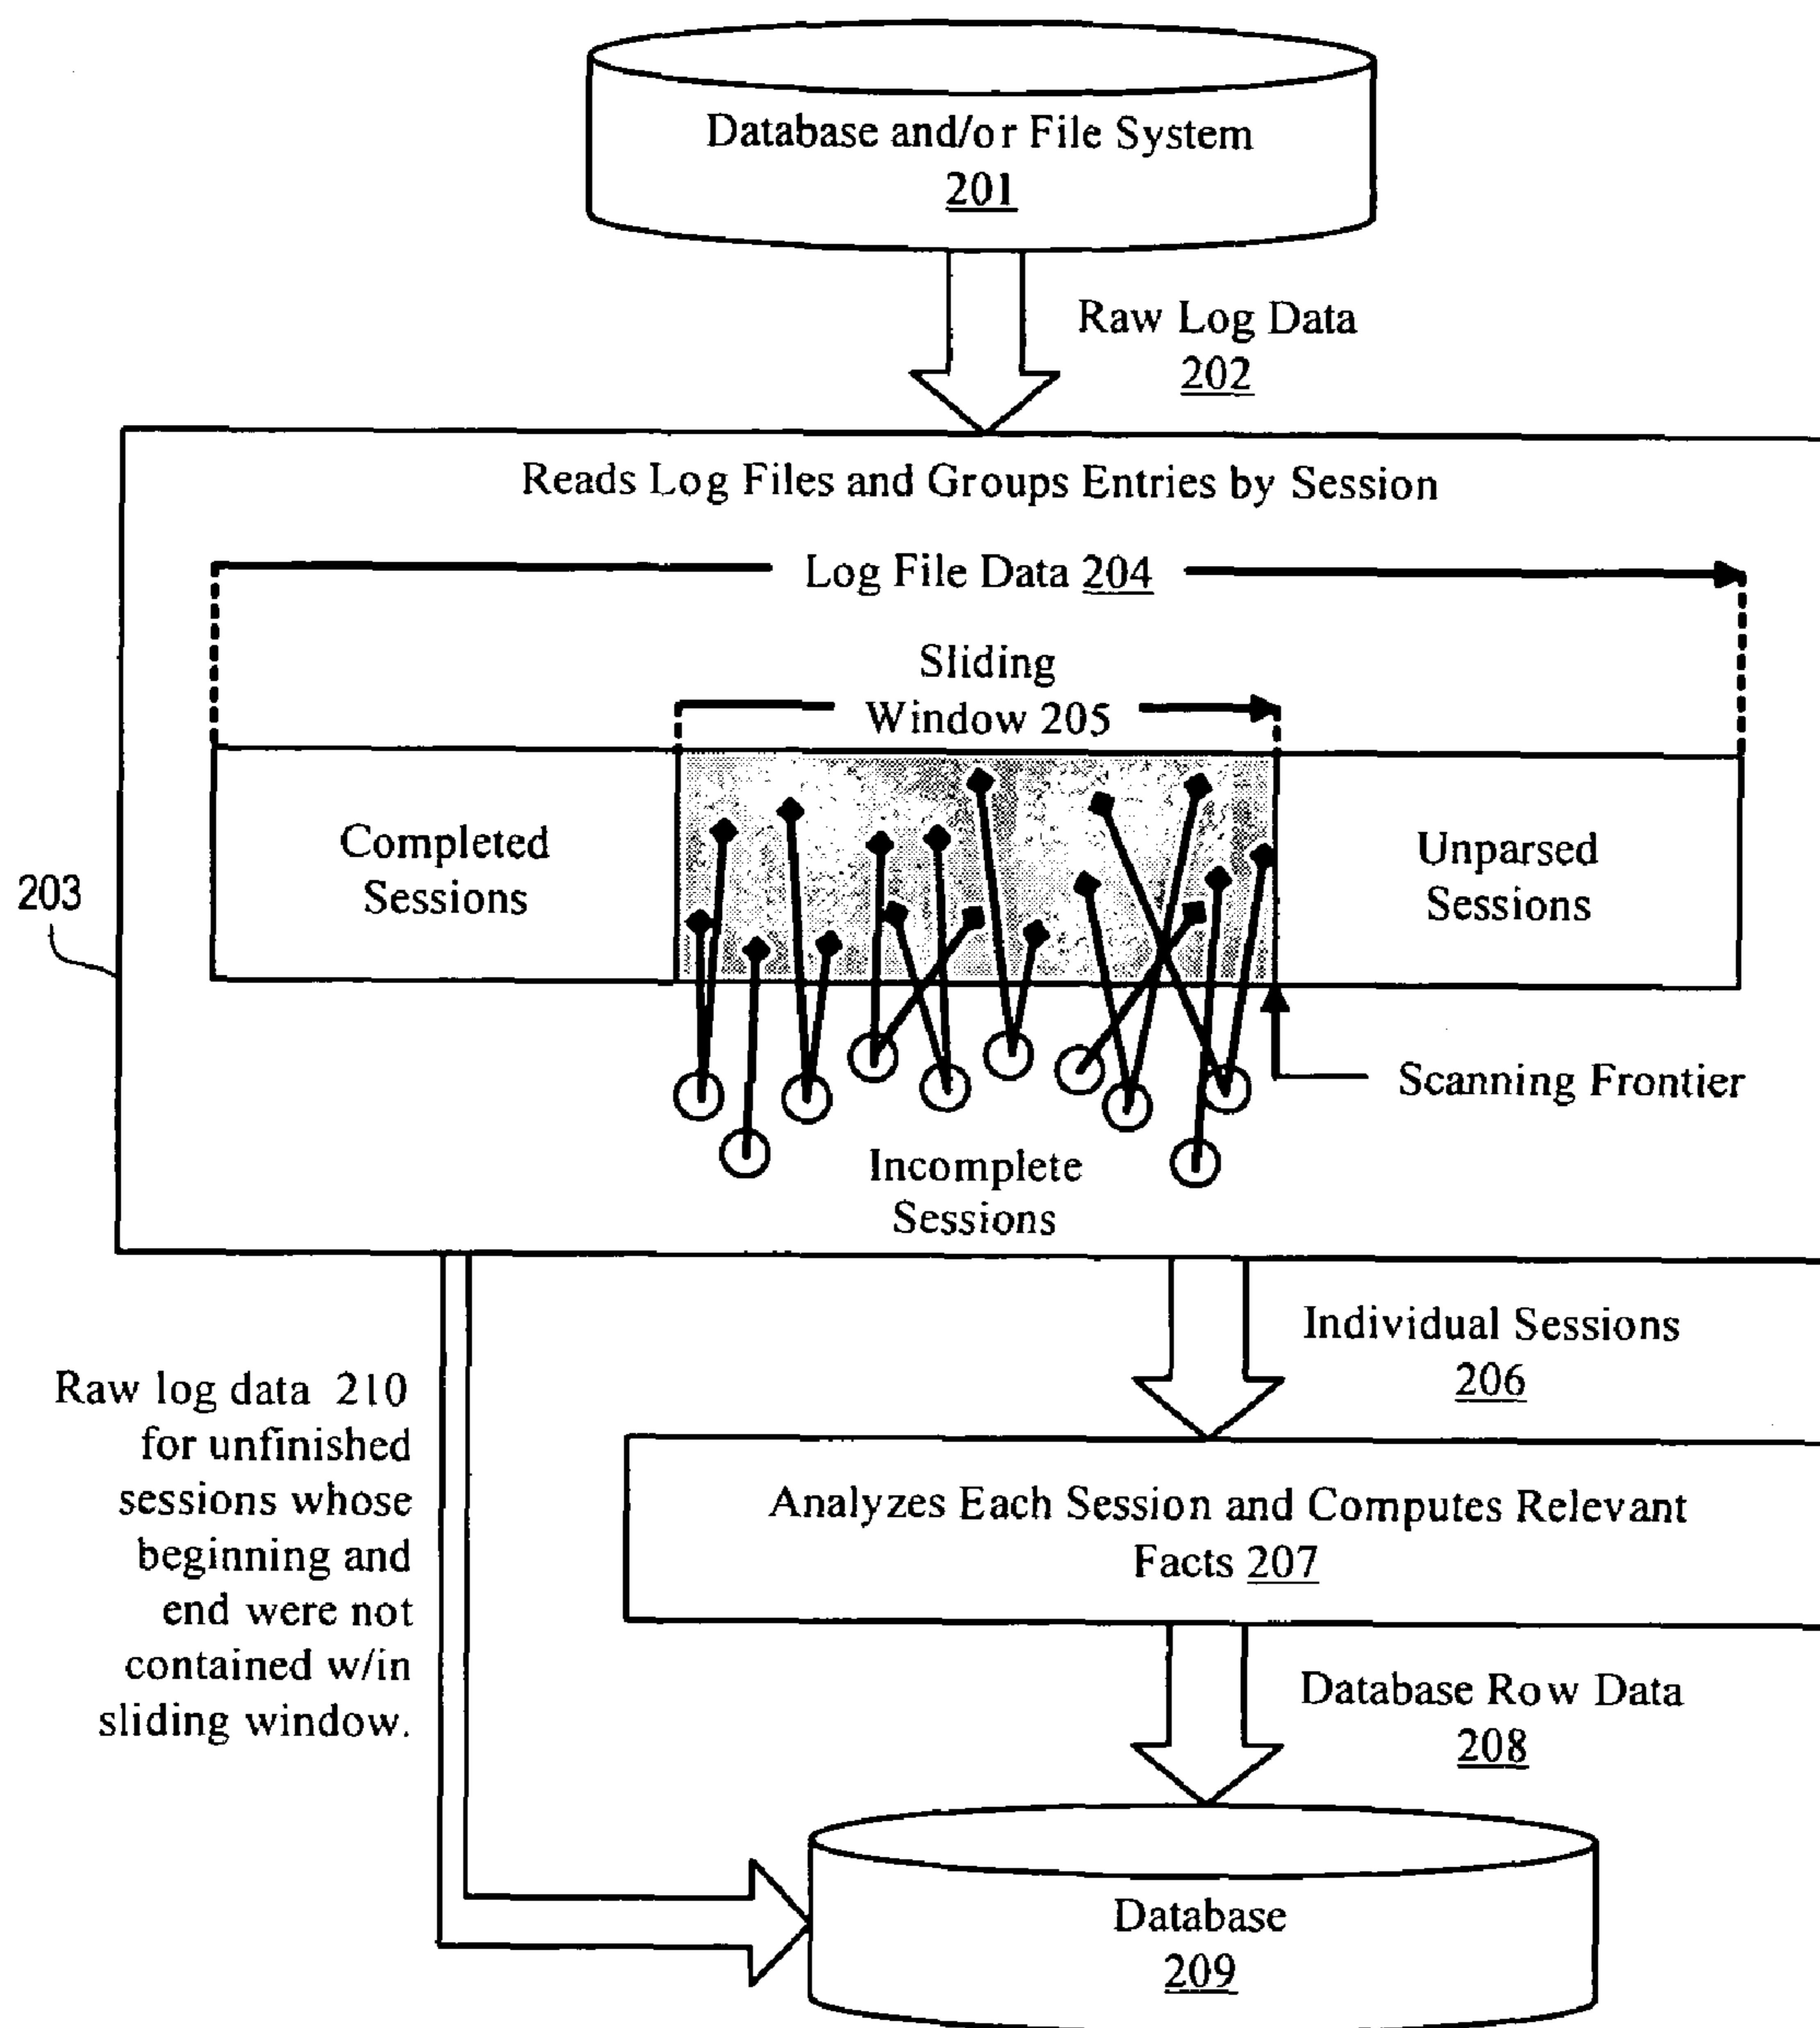 Database and/or File System
201
Raw Log Data
202
Reads Log Files and Groups Entries by Session
Log File Data 204
Sliding
Window 205
Completed
Sessions
Unparsed
Sessions
203
Scanning Frontier
Incomplete
Sessions
Individual Sessions
206
Raw log data 210
for unfinished
sessions whose
beginning and
end were not
contained w/in
sliding window.
Analyzes Each Session and Computes Relevant
Facts 207
Database Row Data
208
Database
209